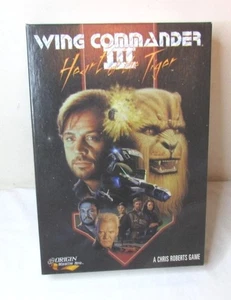 WING COMMANDER
III
Heart of the Tiger
ORIGIN
A CHRIS ROBERTS GAME